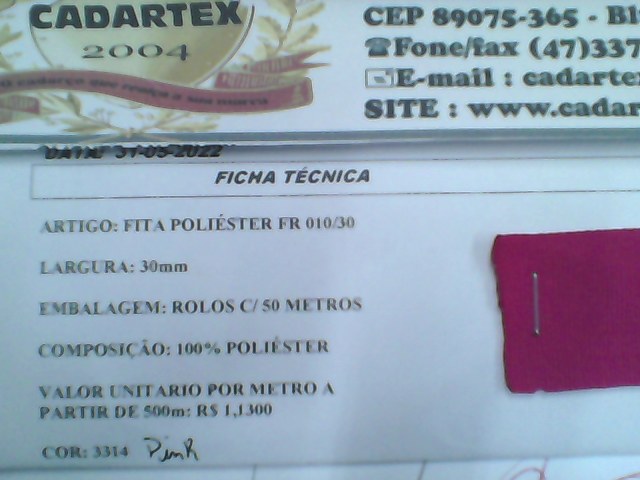 CADARTEX
2004
CEP 89075-365 - Bl
Fone/fax (47)337
E-mail : cadartex
SITE : www.cadar
DATA: 31-05-2022
FICHA TÉCNICA
ARTIGO: FITA POLIÉSTER FR 010/30
LARGURA: 30mm
EMBALAGEM: ROLOS C/ 50 METROS
COMPOSIÇÃO: 100% POLIÉSTER
VALOR UNITARIO POR METRO A
PARTIR DE 500m: R$ 1,1300
COR: 3314 Pink